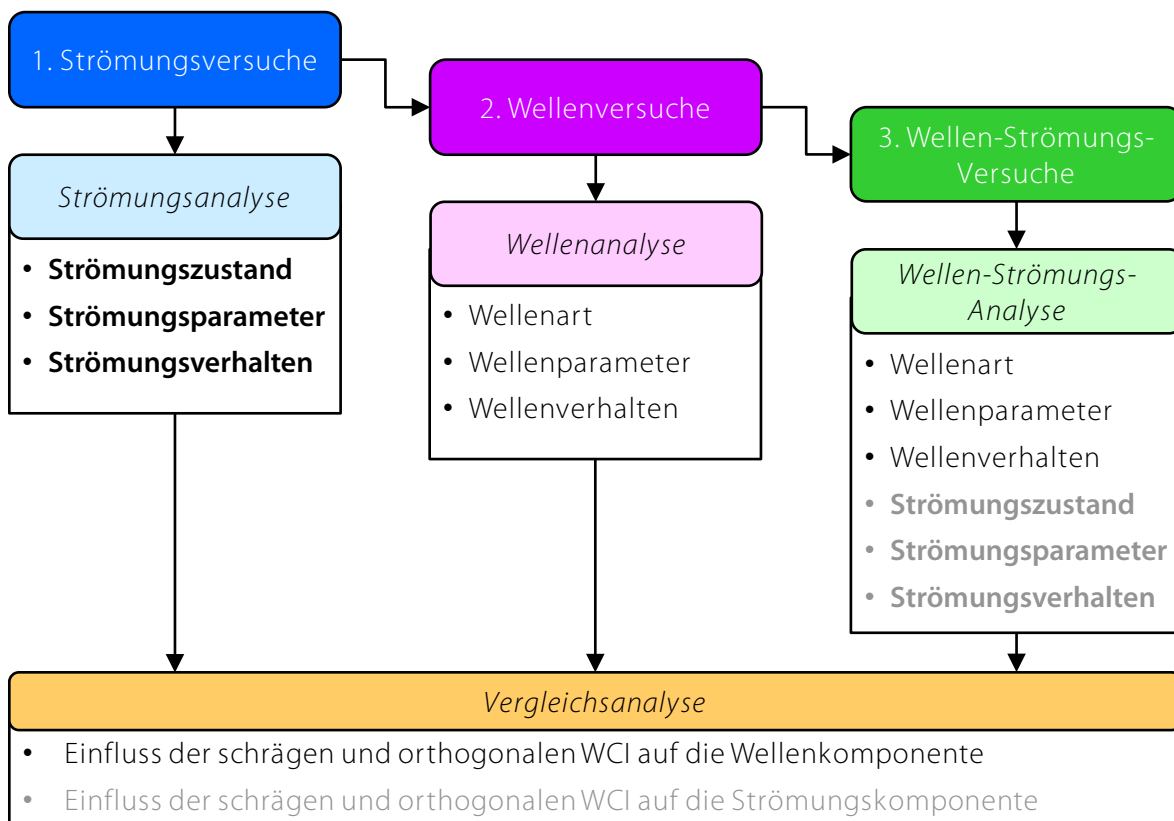 1. Strömungsversuche
Strömungsanalyse
• Strömungszustand
• Strömungsparameter
• Strömungsverhalten
2. Wellenversuche
Wellenanalyse
• Wellenart
• Wellenparameter
• Wellenverhalten
3. Wellen-Strömungs-
Versuche
Wellen-Strömungs-
Analyse
• Wellenart
• Wellenparameter
• Wellenverhalten
• Strömungszustand
• Strömungsparameter
• Strömungsverhalten
Vergleichsanalyse
• Einfluss der schrägen und orthogonalen WCI auf die Wellenkomponente
• Einfluss der schrägen und orthogonalen WCI auf die Strömungskomponente